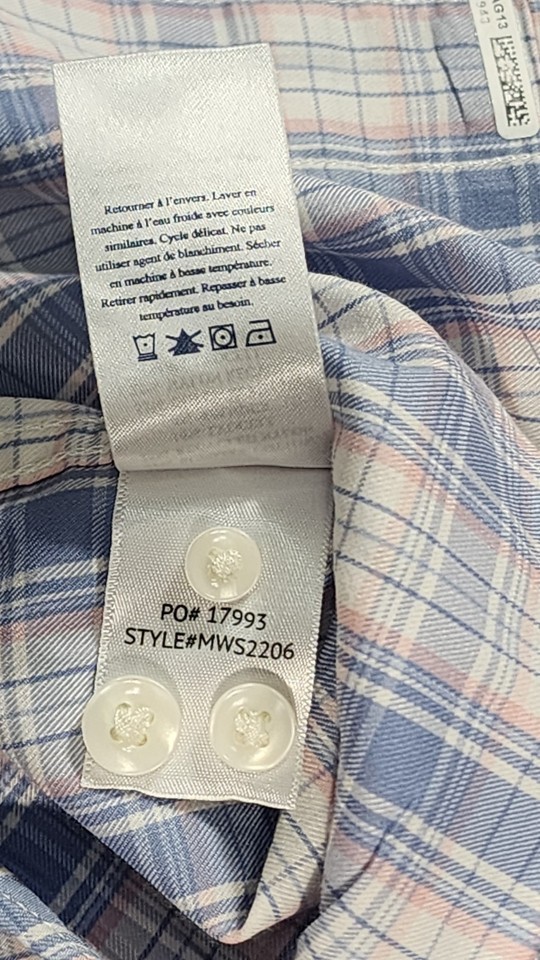 AG13
Retourner à l'envers. Laver en
machine à l'eau froide avec couleurs
similaires. Cycle délicat. Ne pas
utiliser agent de blanchiment. Sécher
en machine à basse température.
Retirer rapidement. Repasser à basse
température au besoin.
PO# 17993
STYLE#MWS2206